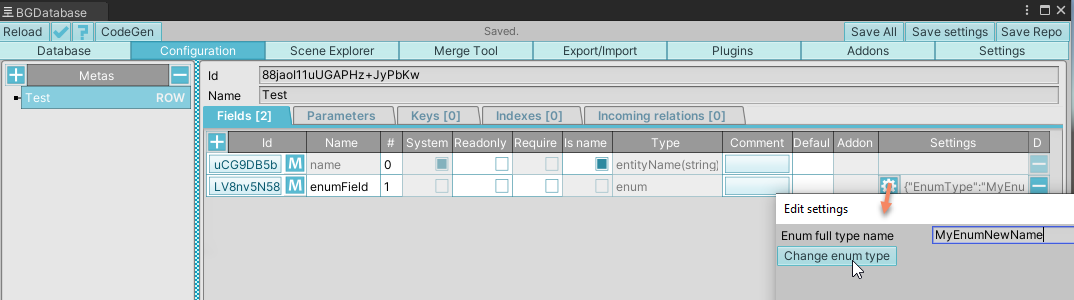 BGDatabase
Reload ? CodeGen Saved. Save All Save settings Save Repo
Database Configuration Scene Explorer Merge Tool Export/Import Plugins Addons Settings
Metas
Test ROW
Id 88jaoI11uUGAPHz+JyPbKw
Name Test
Fields [2] Parameters Keys [0] Indexes [0] Incoming relations [0]
Id Name # System Readonly Require Is name Type Comment Defaul Addon Settings D
uCG9DB5b M name 0 entityName(string)
LV8nv5N58 M enumField 1 enum {"EnumType":"MyEnu
Edit settings
Enum full type name MyEnumNewName
Change enum type